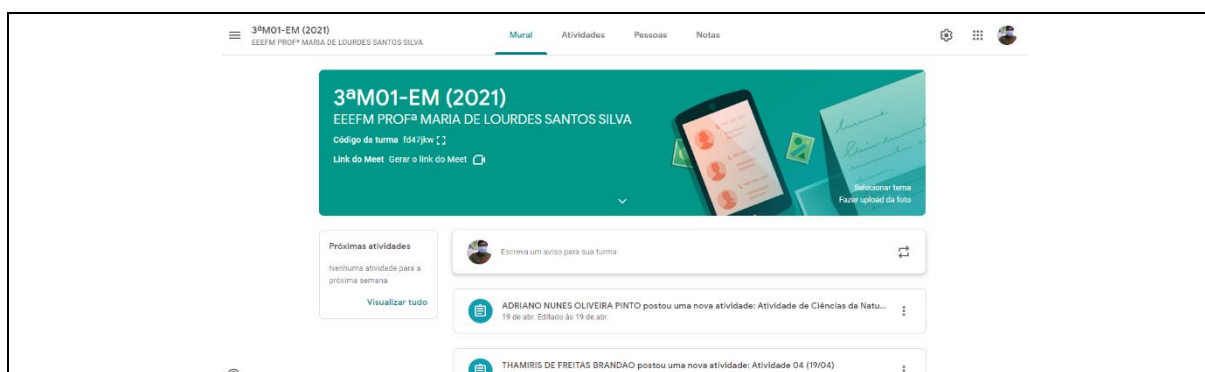 3ªM01-EM (2021)
EEEFM PROFª MARIA DE LOURDES SANTOS SILVA
Mural Atividades Pessoas Notas
3ªM01-EM (2021)
EEEFM PROFª MARIA DE LOURDES SANTOS SILVA
Código da turma fd47jkw
Link do Meet Gerar o link do Meet
Selecionar tema
Fazer upload da foto
Próximas atividades
Nenhuma atividade para a
próxima semana
Visualizar tudo
Escreva um aviso para sua turma
ADRIANO NUNES OLIVEIRA PINTO postou uma nova atividade: Atividade de Ciências da Natu...
19 de abr. Editado às 19 de abr.
THAMIRIS DE FREITAS BRANDAO postou uma nova atividade: Atividade 04 (19/04)